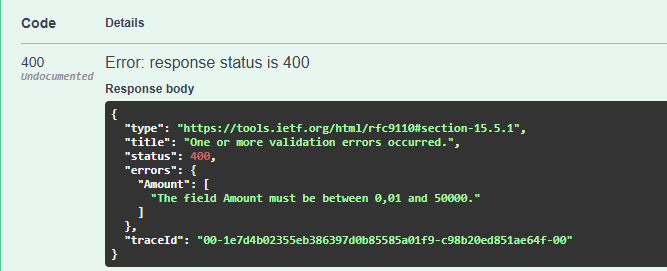 Code Details
400 Error: response status is 400
Undocumented
Response body
{
  "type": "https://tools.ietf.org/html/rfc9110#section-15.5.1",
  "title": "One or more validation errors occurred.",
  "status": 400,
  "errors": {
    "Amount": [
      "The field Amount must be between 0,01 and 50000."
    ]
  },
  "traceId": "00-1e7d4b02355eb386397d0b85585a01f9-c98b20ed851ae64f-00"
}